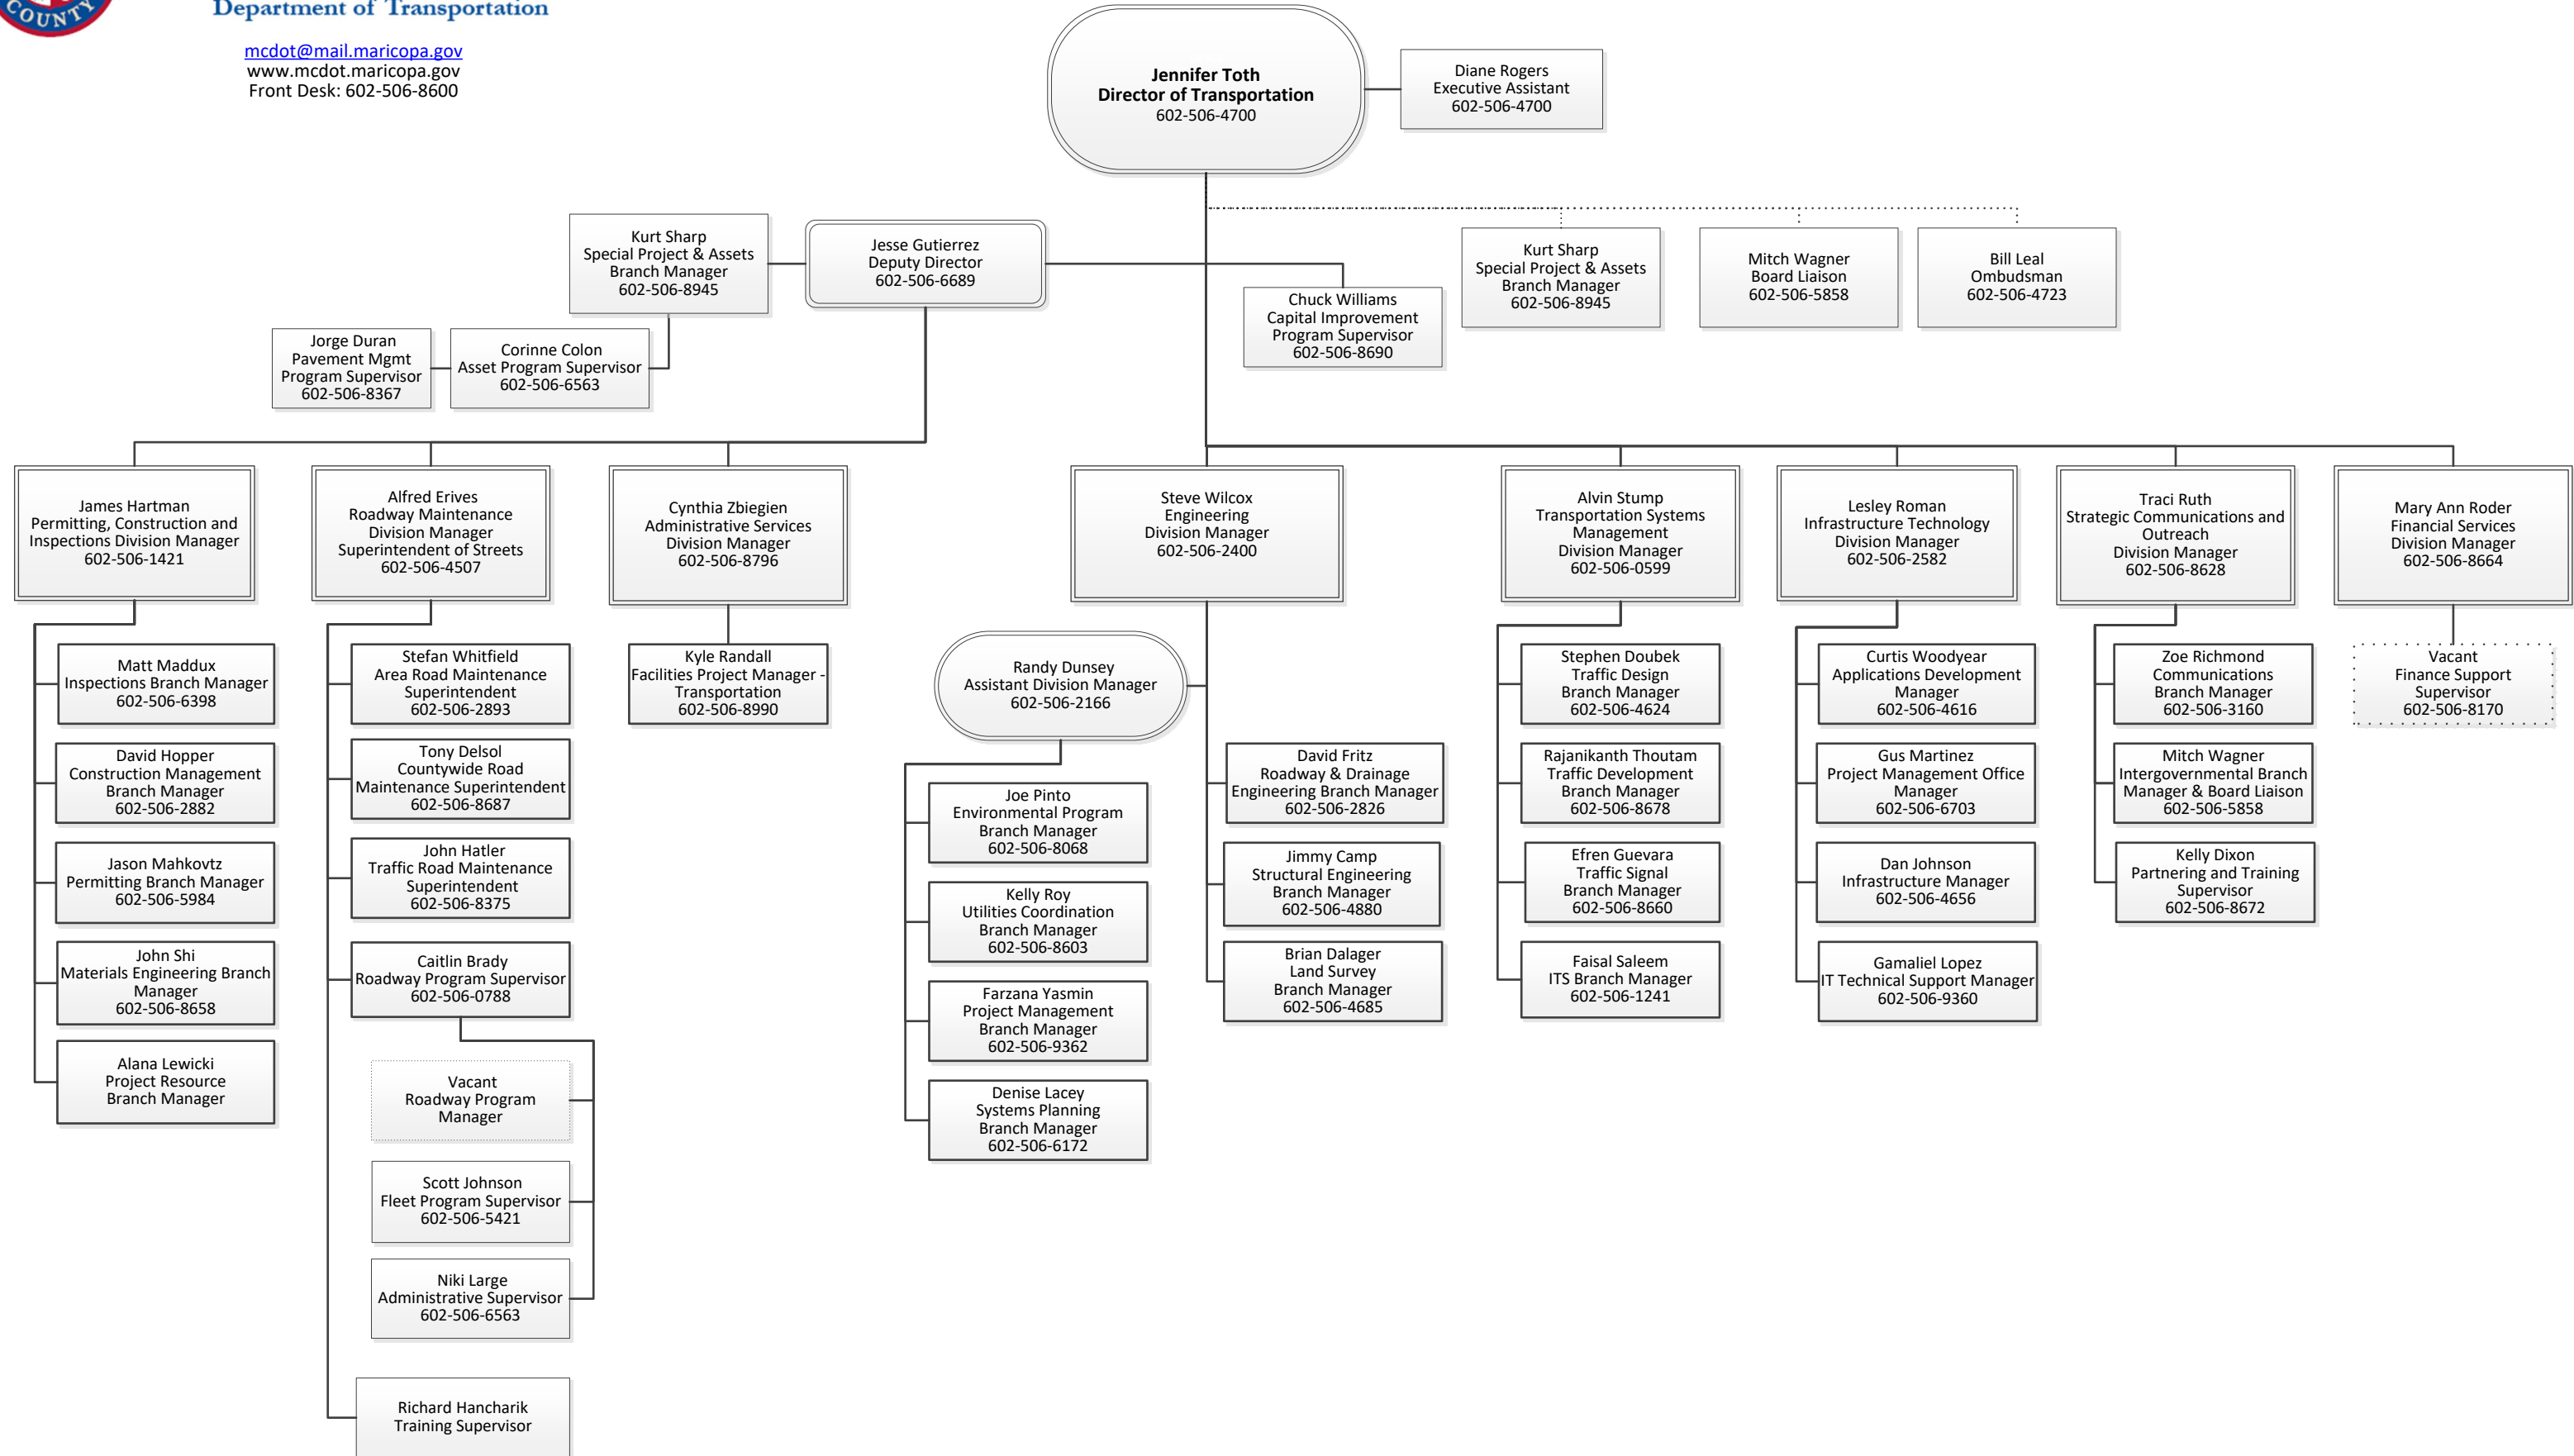 COUNTY
Department of Transportation
mcdot@mail.maricopa.gov
www.mcdot.maricopa.gov
Front Desk: 602-506-8600
Jennifer Toth
Director of Transportation
602-506-4700
Diane Rogers
Executive Assistant
602-506-4700
Kurt Sharp
Special Project & Assets
Branch Manager
602-506-8945
Jesse Gutierrez
Deputy Director
602-506-6689
Chuck Williams
Capital Improvement
Program Supervisor
602-506-8690
Kurt Sharp
Special Project & Assets
Branch Manager
602-506-8945
Mitch Wagner
Board Liaison
602-506-5858
Bill Leal
Ombudsman
602-506-4723
Jorge Duran
Pavement Mgmt
Program Supervisor
602-506-8367
Corinne Colon
Asset Program Supervisor
602-506-6563
James Hartman
Permitting, Construction and
Inspections Division Manager
602-506-1421
Alfred Erives
Roadway Maintenance
Division Manager
Superintendent of Streets
602-506-4507
Cynthia Zbiegien
Administrative Services
Division Manager
602-506-8796
Steve Wilcox
Engineering
Division Manager
602-506-2400
Alvin Stump
Transportation Systems
Management
Division Manager
602-506-0599
Lesley Roman
Infrastructure Technology
Division Manager
602-506-2582
Traci Ruth
Strategic Communications and
Outreach
Division Manager
602-506-8628
Mary Ann Roder
Financial Services
Division Manager
602-506-8664
Matt Maddux
Inspections Branch Manager
602-506-6398
David Hopper
Construction Management
Branch Manager
602-506-2882
Jason Mahkovtz
Permitting Branch Manager
602-506-5984
John Shi
Materials Engineering Branch
Manager
602-506-8658
Alana Lewicki
Project Resource
Branch Manager
Stefan Whitfield
Area Road Maintenance
Superintendent
602-506-2893
Tony Delsol
Countywide Road
Maintenance Superintendent
602-506-8687
John Hatler
Traffic Road Maintenance
Superintendent
602-506-8375
Caitlin Brady
Roadway Program Supervisor
602-506-0788
Vacant
Roadway Program
Manager
Scott Johnson
Fleet Program Supervisor
602-506-5421
Niki Large
Administrative Supervisor
602-506-6563
Richard Hancharik
Training Supervisor
Kyle Randall
Facilities Project Manager -
Transportation
602-506-8990
Randy Dunsey
Assistant Division Manager
602-506-2166
Joe Pinto
Environmental Program
Branch Manager
602-506-8068
Kelly Roy
Utilities Coordination
Branch Manager
602-506-8603
Farzana Yasmin
Project Management
Branch Manager
602-506-9362
Denise Lacey
Systems Planning
Branch Manager
602-506-6172
David Fritz
Roadway & Drainage
Engineering Branch Manager
602-506-2826
Jimmy Camp
Structural Engineering
Branch Manager
602-506-4880
Brian Dalager
Land Survey
Branch Manager
602-506-4685
Stephen Doubek
Traffic Design
Branch Manager
602-506-4624
Rajanikanth Thoutam
Traffic Development
Branch Manager
602-506-8678
Efren Guevara
Traffic Signal
Branch Manager
602-506-8660
Faisal Saleem
ITS Branch Manager
602-506-1241
Curtis Woodyear
Applications Development
Manager
602-506-4616
Gus Martinez
Project Management Office
Manager
602-506-6703
Dan Johnson
Infrastructure Manager
602-506-4656
Gamaliel Lopez
IT Technical Support Manager
602-506-9360
Zoe Richmond
Communications
Branch Manager
602-506-3160
Mitch Wagner
Intergovernmental Branch
Manager & Board Liaison
602-506-5858
Kelly Dixon
Partnering and Training
Supervisor
602-506-8672
Vacant
Finance Support
Supervisor
602-506-8170